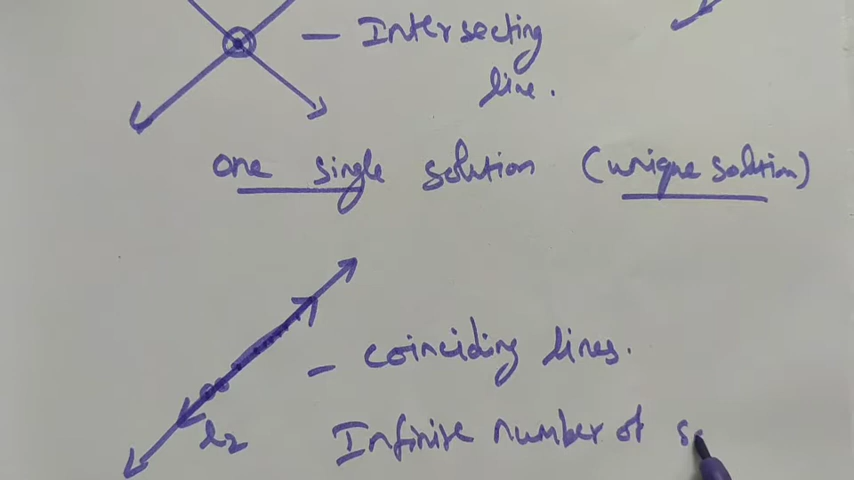 — Intersecting
line.
one single solution (unique solution)
- coinciding lines.
l2
Infinite number of s